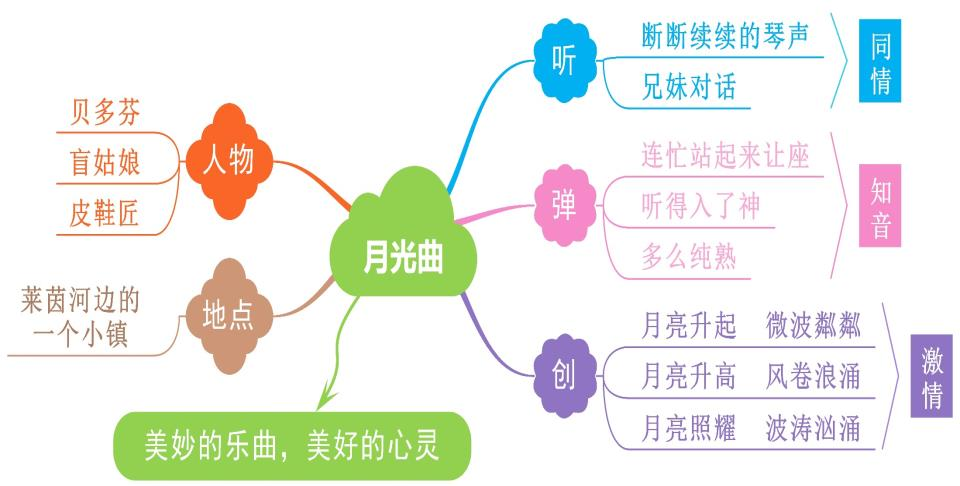 月光曲
人物
贝多芬
盲姑娘
皮鞋匠
地点
莱茵河边的
一个小镇
听
断断续续的琴声
兄妹对话
同情
弹
连忙站起来让座
听得入了神
多么纯熟
知音
创
月亮升起 微波粼粼
月亮升高 风卷浪涌
月亮照耀 波涛汹涌
激情
美妙的乐曲，美好的心灵